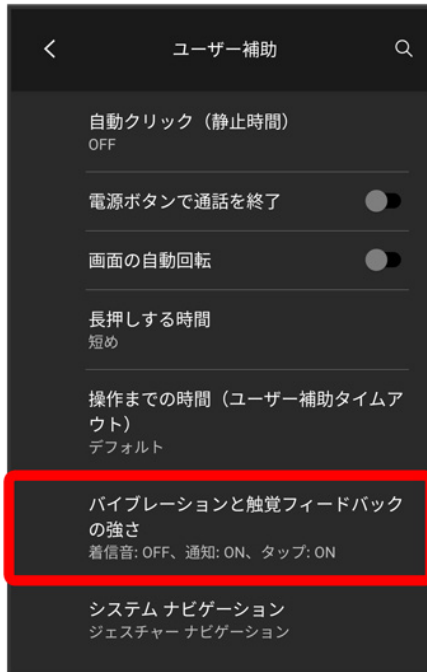 ユーザー補助
自動クリック（静止時間）
OFF
電源ボタンで通話を終了
画面の自動回転
長押しする時間
短め
操作までの時間（ユーザー補助タイムア
ウト）
デフォルト
バイブレーションと触覚フィードバック
の強さ
着信音: OFF、通知: ON、タップ: ON
システム ナビゲーション
ジェスチャー ナビゲーション